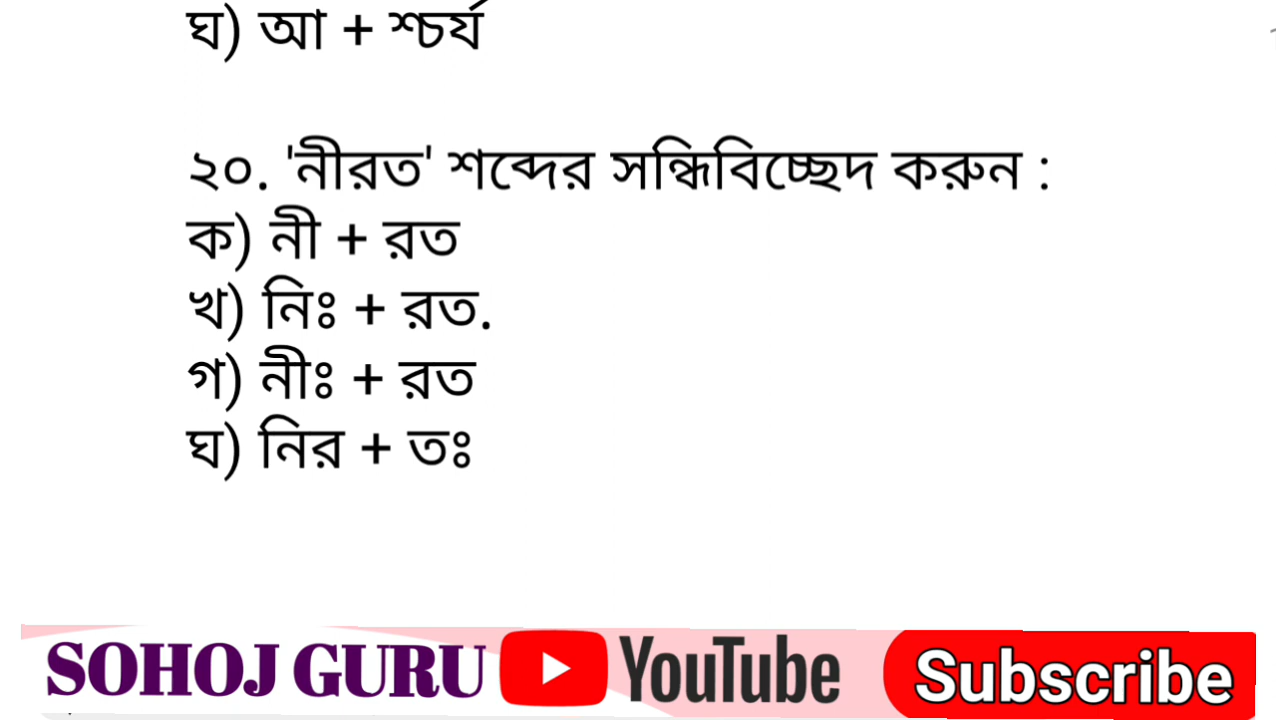 ঘ) আ + শ্চর্য
২০. 'নীরত' শব্দের সন্ধিবিচ্ছেদ করুন :
ক) নী + রত
খ) নিঃ + রত.
গ) নীঃ + রত
ঘ) নির + তঃ
SOHOJ GURU YouTube Subscribe